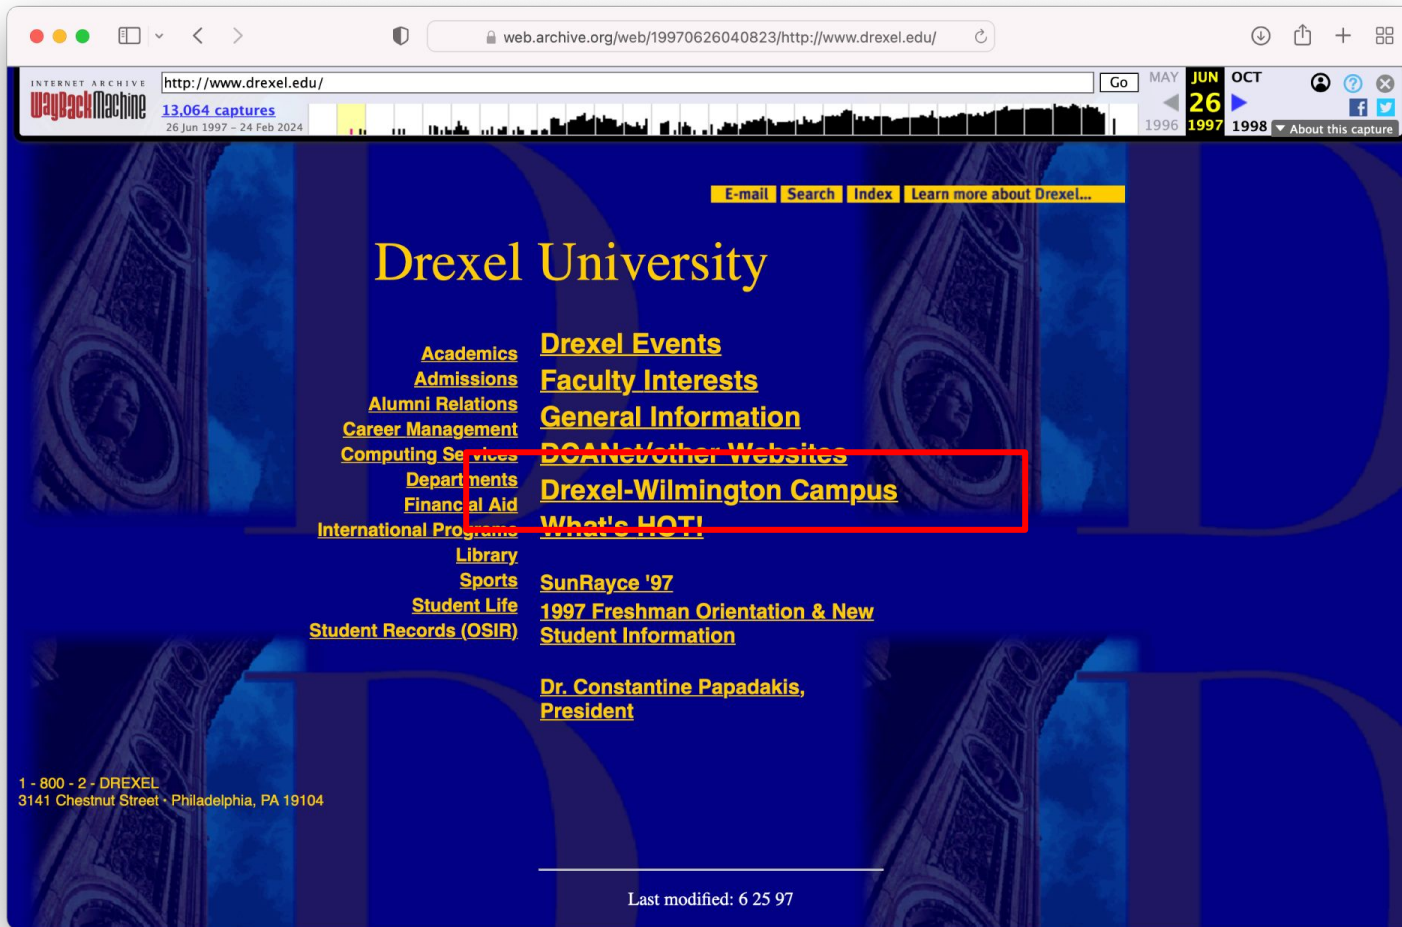 web.archive.org/web/19970626040823/http://www.drexel.edu/
INTERNET ARCHIVE
WayBackMachine
http://www.drexel.edu/
Go
13,064 captures
26 Jun 1997 – 24 Feb 2024
MAY JUN OCT
26
1996 1997 1998
About this capture
E-mail Search Index Learn more about Drexel...
Drexel University
Academics
Admissions
Alumni Relations
Career Management
Computing Services
Departments
Financial Aid
International Programs
Library
Sports
Student Life
Student Records (OSIR)
Drexel Events
Faculty Interests
General Information
DCANet/other Websites
Drexel-Wilmington Campus
What's HOT!
SunRayce '97
1997 Freshman Orientation & New
Student Information
Dr. Constantine Papadakis,
President
1 - 800 - 2 - DREXEL
3141 Chestnut Street • Philadelphia, PA 19104
Last modified: 6 25 97